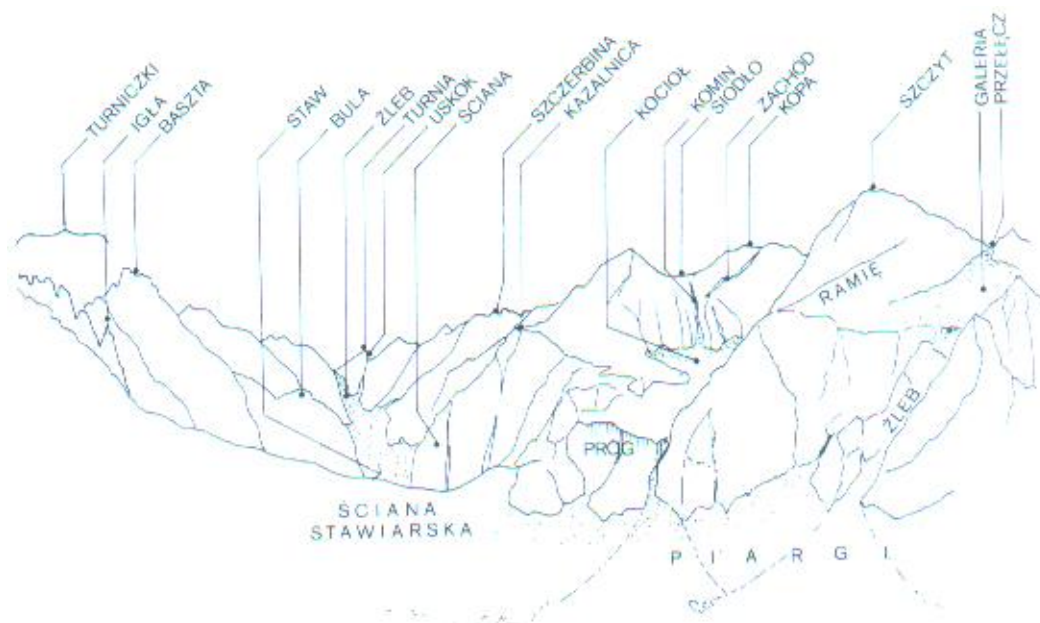 TURNICZKI
IGŁA
BASZTA
STAW
BULA
ŻLEB
TURNIA
USKOK
ŚCIANA
SZCZERBINA
KAZALNICA
KOCIOŁ
KOMIN
SIODŁO
ZACHÓD
KOPA
SZCZYT
GALERIA
PRZEŁĘCZ
RAMIĘ
ŻLEB
PRÓG
ŚCIANA
STAWIARSKA
PIARGI